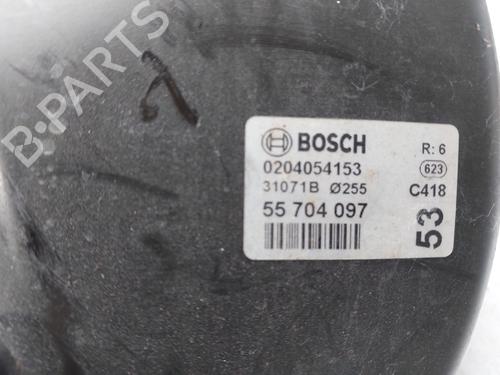 B-PARTS
BOSCH
R: 6
0204054153
623
31071B Ø255
C418
55 704 097
53